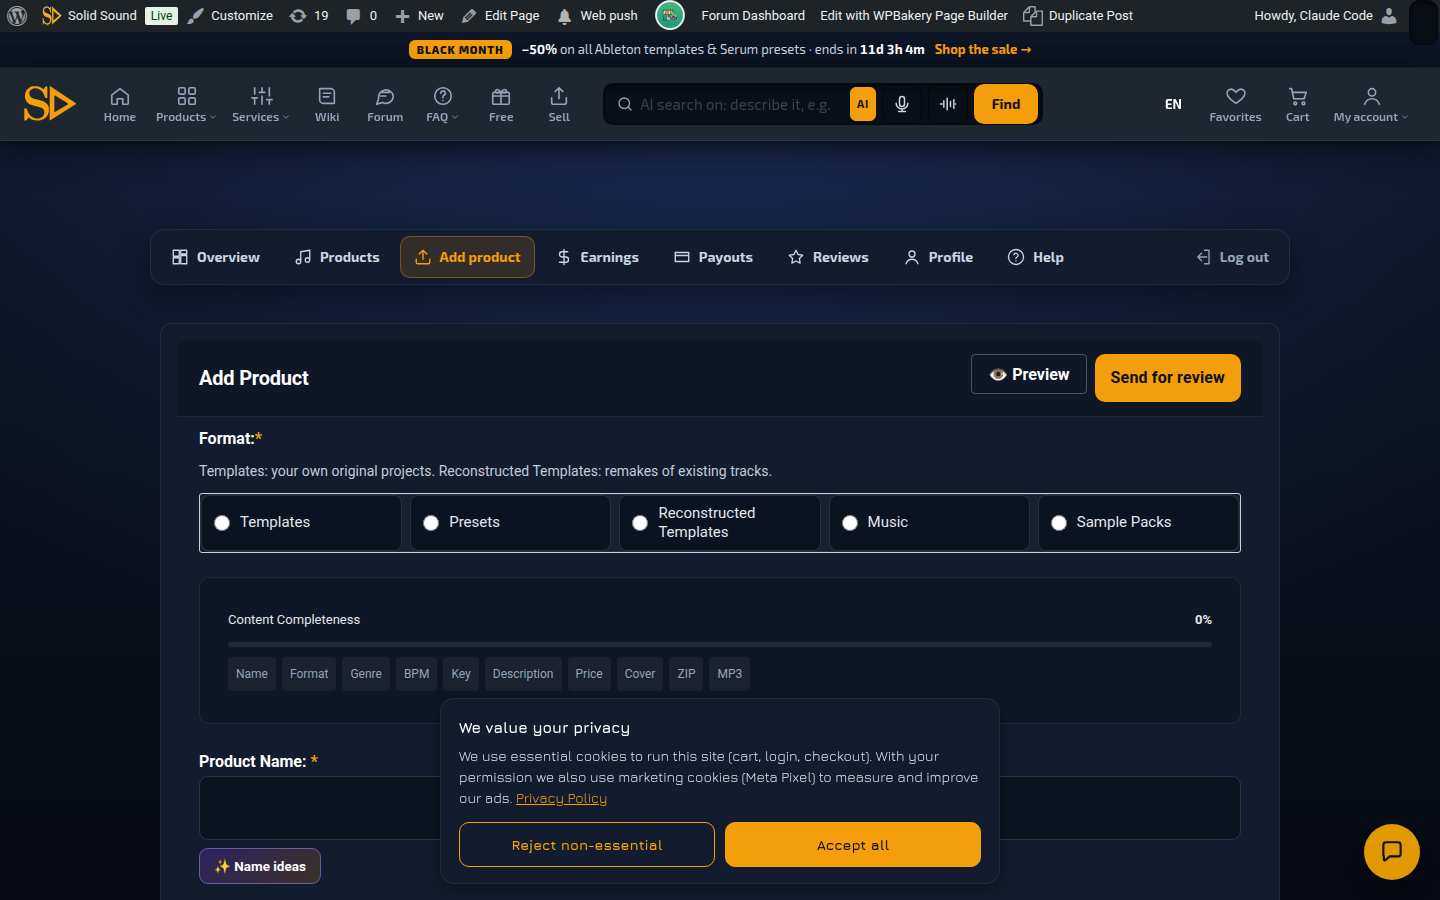 Solid Sound Live Customize 19 0 New Edit Page Web push Forum Dashboard Edit with WPBakery Page Builder Duplicate Post Howdy, Claude Code
BLACK MONTH −50% on all Ableton templates & Serum presets · ends in 11d 3h 4m Shop the sale →
Home Products Services Wiki Forum FAQ Free Sell
AI search on: describe it, e.g. AI Find
EN Favorites Cart My account
Overview Products Add product Earnings Payouts Reviews Profile Help Log out
Add Product
Preview Send for review
Format:*
Templates: your own original projects. Reconstructed Templates: remakes of existing tracks.
Templates Presets Reconstructed Templates Music Sample Packs
Content Completeness 0%
Name Format Genre BPM Key Description Price Cover ZIP MP3
Product Name: *
Name ideas
We value your privacy
We use essential cookies to run this site (cart, login, checkout). With your
permission we also use marketing cookies (Meta Pixel) to measure and improve
our ads. Privacy Policy
Reject non-essential Accept all